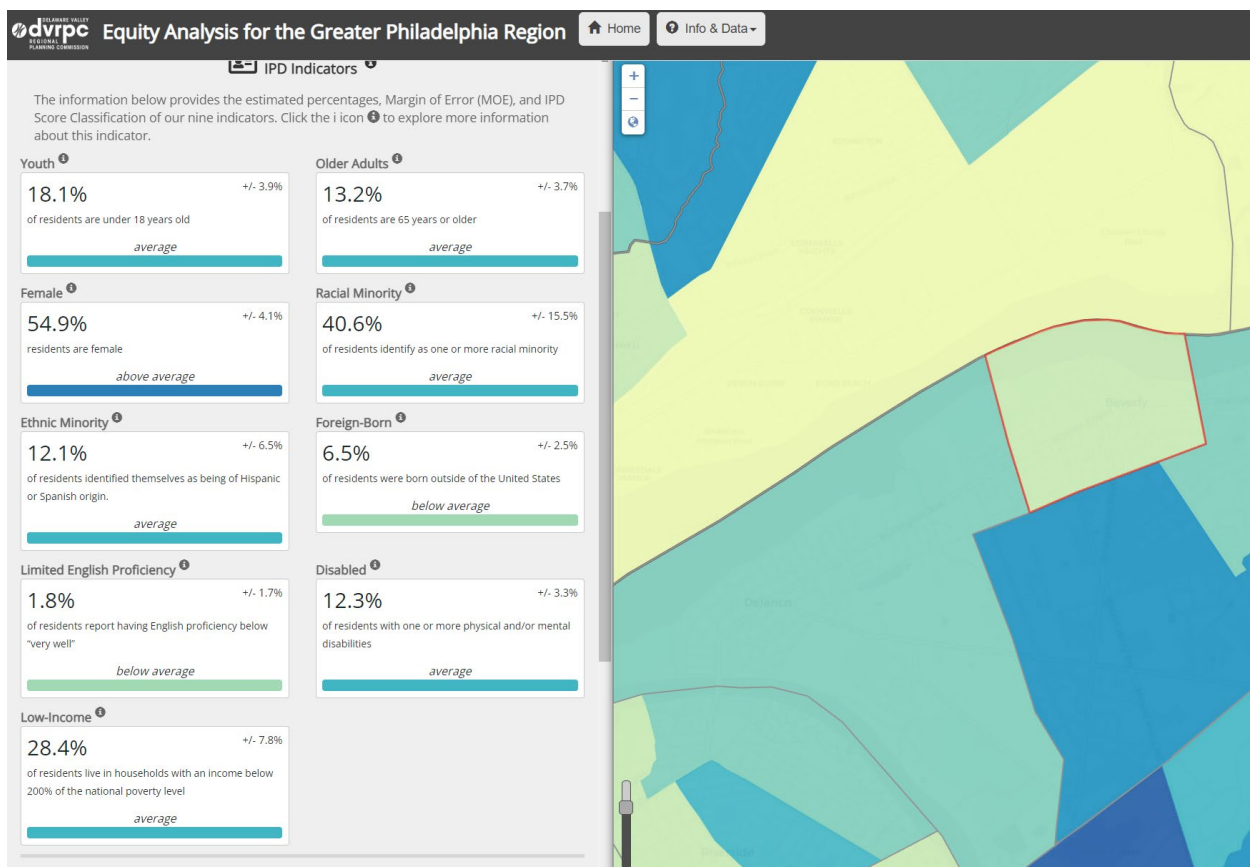 DELAWARE VALLEY
dvrpc
REGIONAL
PLANNING COMMISSION
Equity Analysis for the Greater Philadelphia Region
Home
Info & Data
IPD Indicators
The information below provides the estimated percentages, Margin of Error (MOE), and IPD
Score Classification of our nine indicators. Click the i icon to explore more information
about this indicator.
Youth
18.1%
+/- 3.9%
of residents are under 18 years old
average
Older Adults
13.2%
+/- 3.7%
of residents are 65 years or older
average
Female
54.9%
+/- 4.1%
residents are female
above average
Racial Minority
40.6%
+/- 15.5%
of residents identify as one or more racial minority
average
Ethnic Minority
12.1%
+/- 6.5%
of residents identified themselves as being of Hispanic
or Spanish origin.
average
Foreign-Born
6.5%
+/- 2.5%
of residents were born outside of the United States
below average
Limited English Proficiency
1.8%
+/- 1.7%
of residents report having English proficiency below
"very well"
below average
Disabled
12.3%
+/- 3.3%
of residents with one or more physical and/or mental
disabilities
average
Low-Income
28.4%
+/- 7.8%
of residents live in households with an income below
200% of the national poverty level
average
+
−
Beverly
Delanco
Riverside